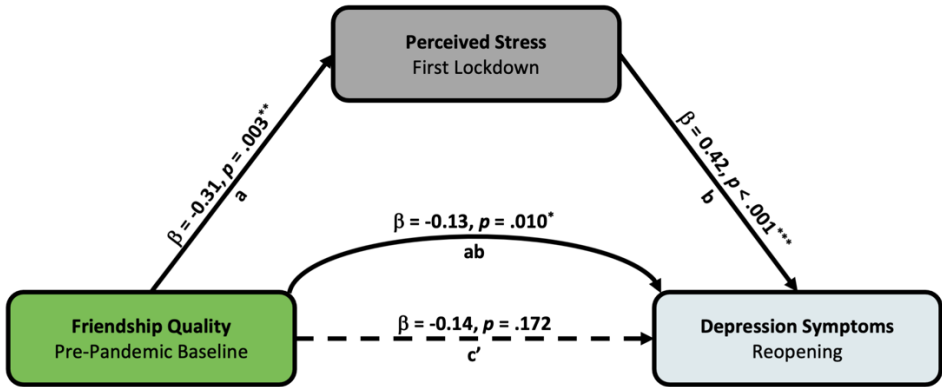 Perceived Stress
First Lockdown
β = -0.31, p = .003**
a
β = 0.42, p < .001***
b
β = -0.13, p = .010*
ab
Friendship Quality
Pre-Pandemic Baseline
β = -0.14, p = .172
c’
Depression Symptoms
Reopening